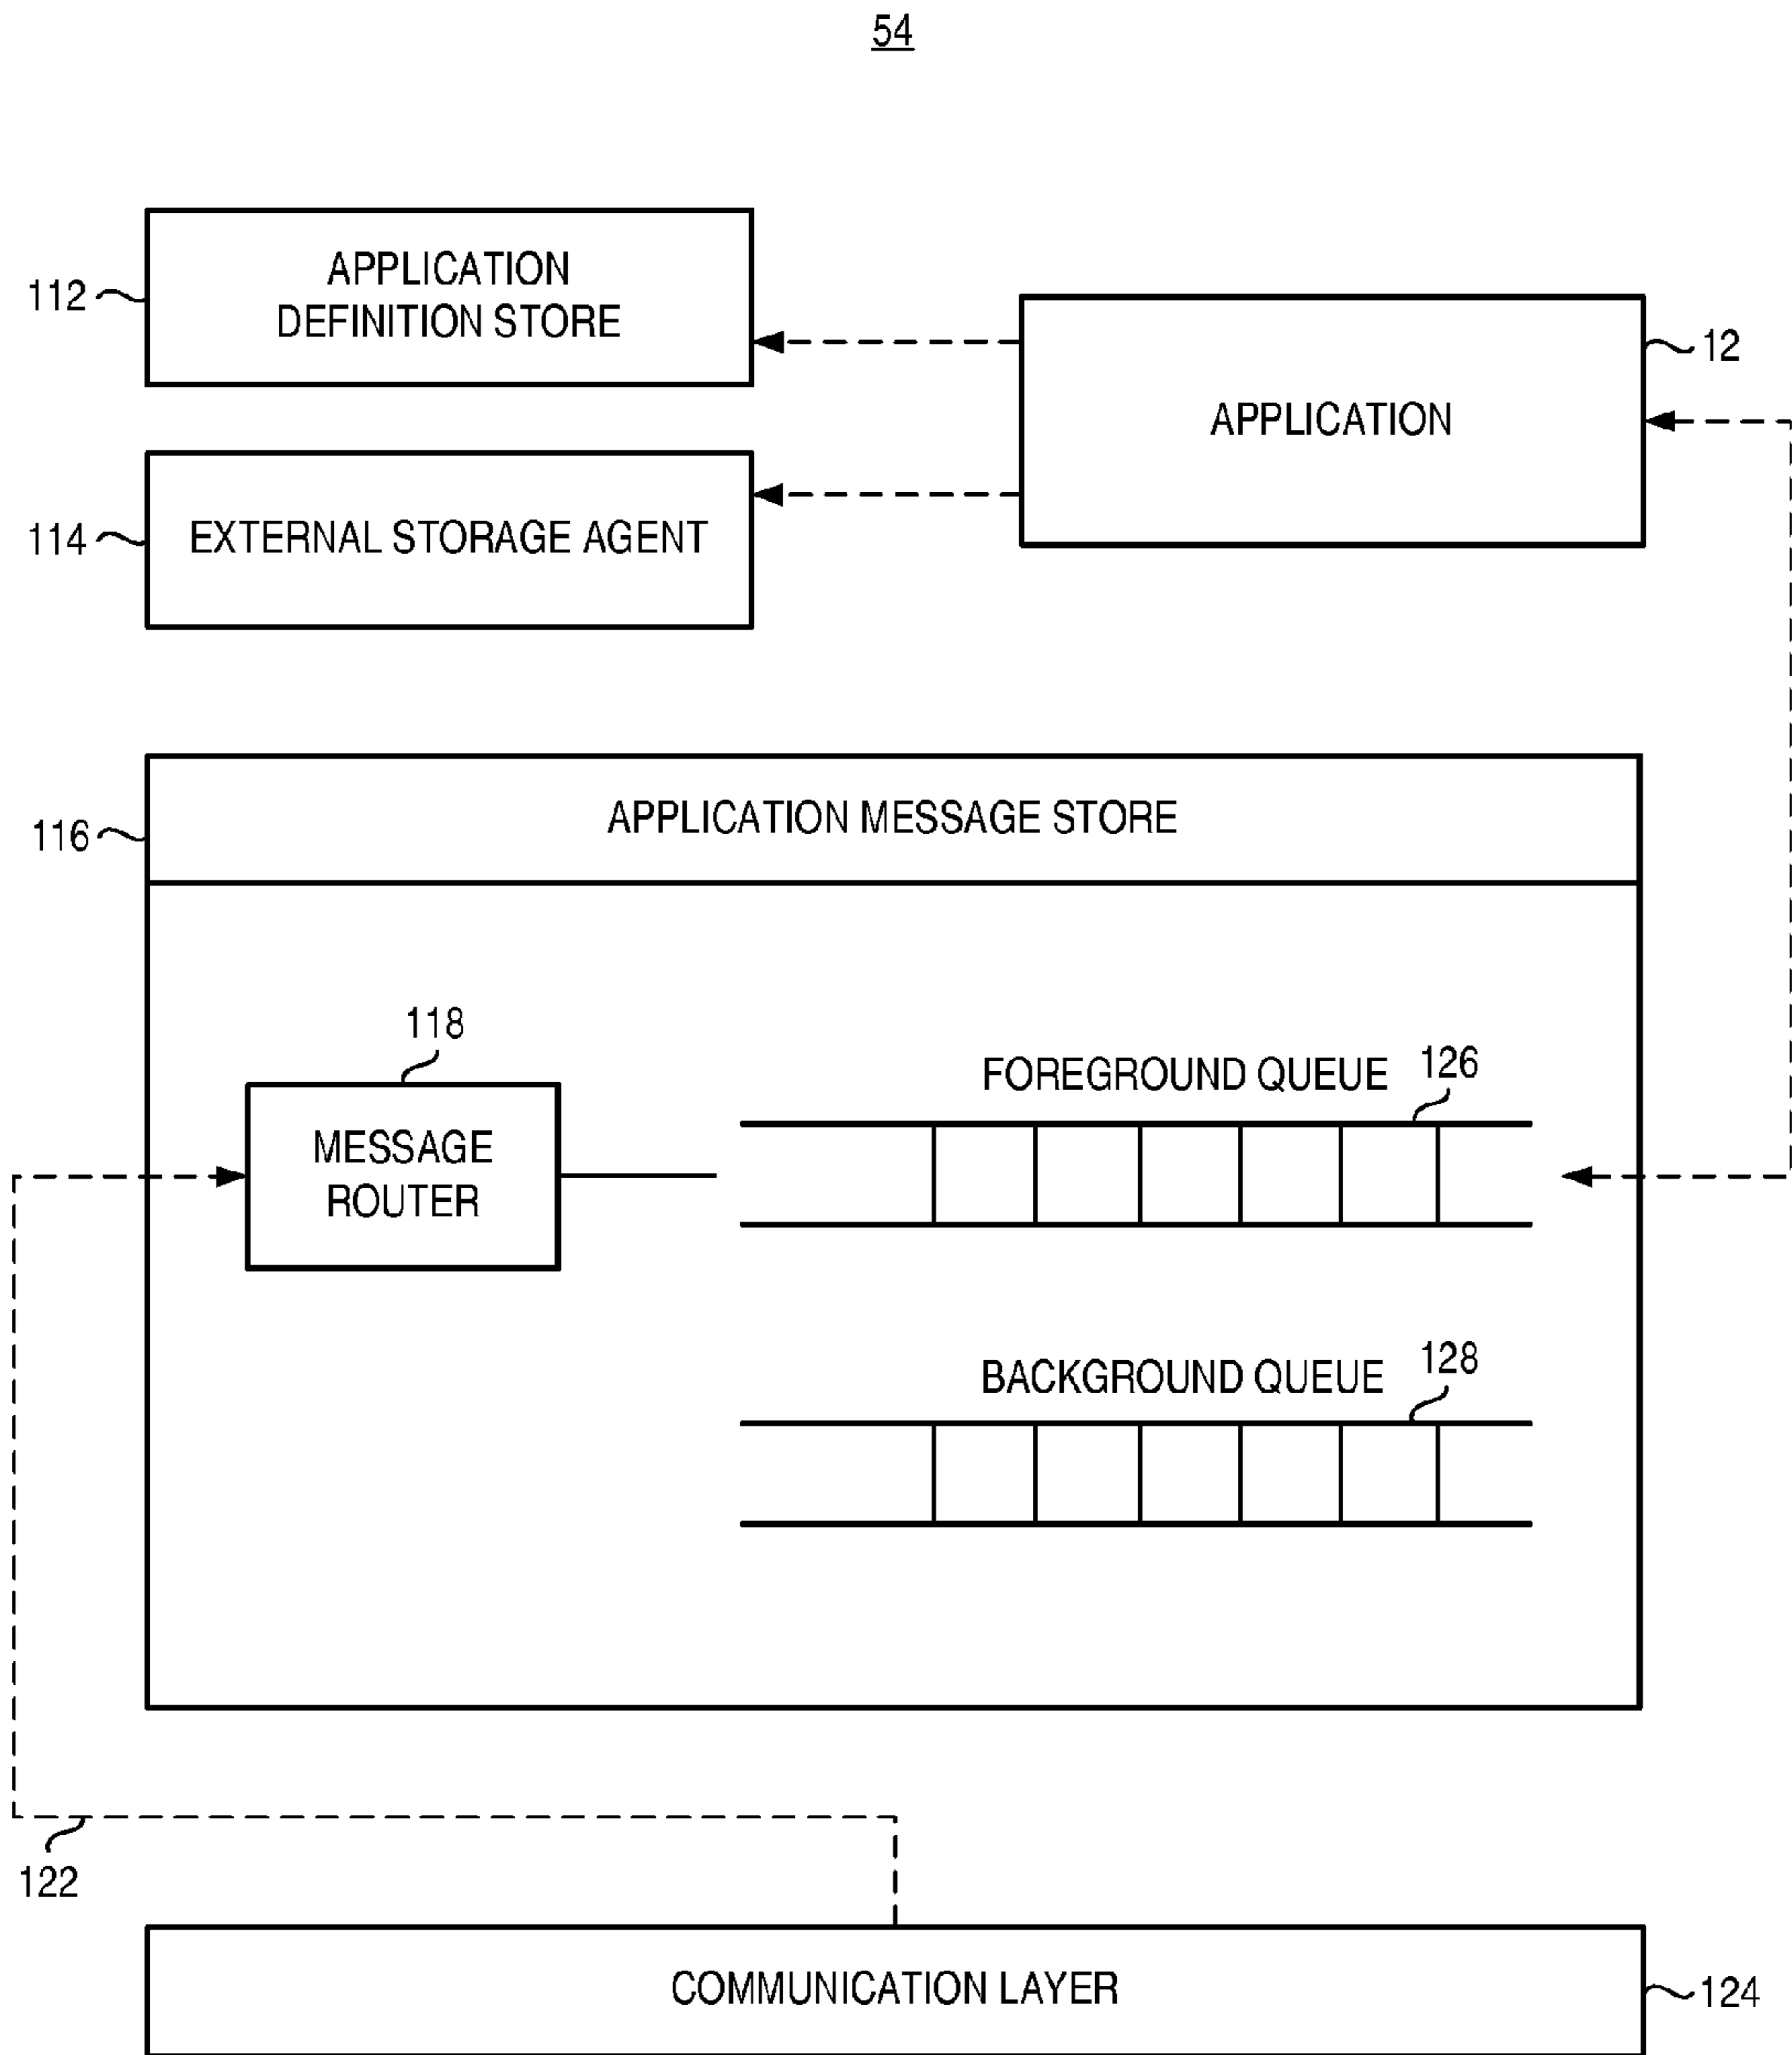 54
APPLICATION
DEFINITION STORE
112
APPLICATION
12
EXTERNAL STORAGE AGENT
114
APPLICATION MESSAGE STORE
116
118
MESSAGE
ROUTER
FOREGROUND QUEUE
126
BACKGROUND QUEUE
128
122
COMMUNICATION LAYER
124